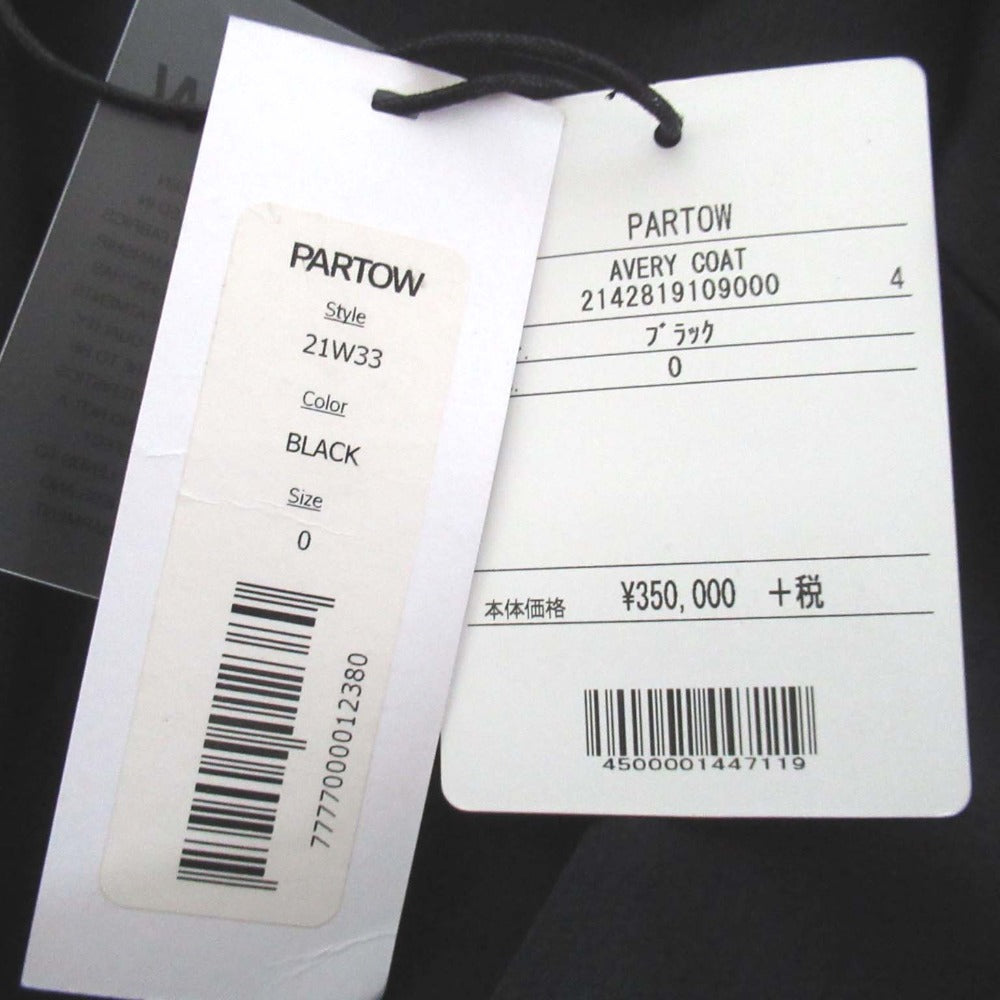 PARTOW
Style
21W33
Color
BLACK
Size
0
7777000012380
PARTOW
AVERY COAT
2142819109000 4
ブラック
0
本体価格 ¥350,000 +税
4500001447119